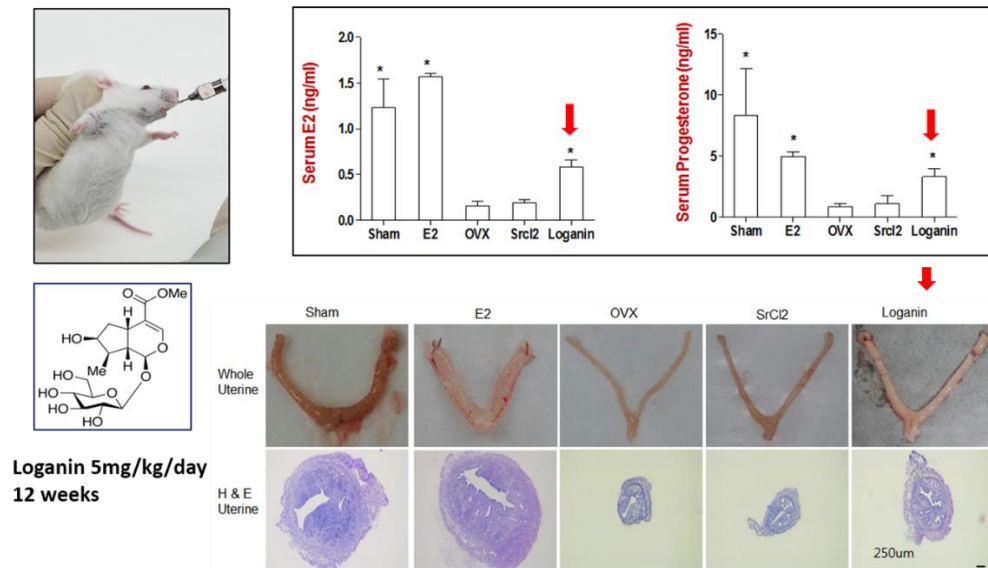 Serum E2 (ng/ml)
2.0
1.5
1.0
0.5
0.0
*
*
*
Sham E2 OVX Srcl2 Loganin
Serum Progesterone (ng/ml)
15
10
5
0
*
*
*
Sham E2 OVX Srcl2 Loganin
O
OMe
H
HO
O
Me
H
HO
O
HO
O
HO
O
OH
Loganin 5mg/kg/day
12 weeks
Sham E2 OVX SrCl2 Loganin
Whole
Uterine
H & E
Uterine
250um